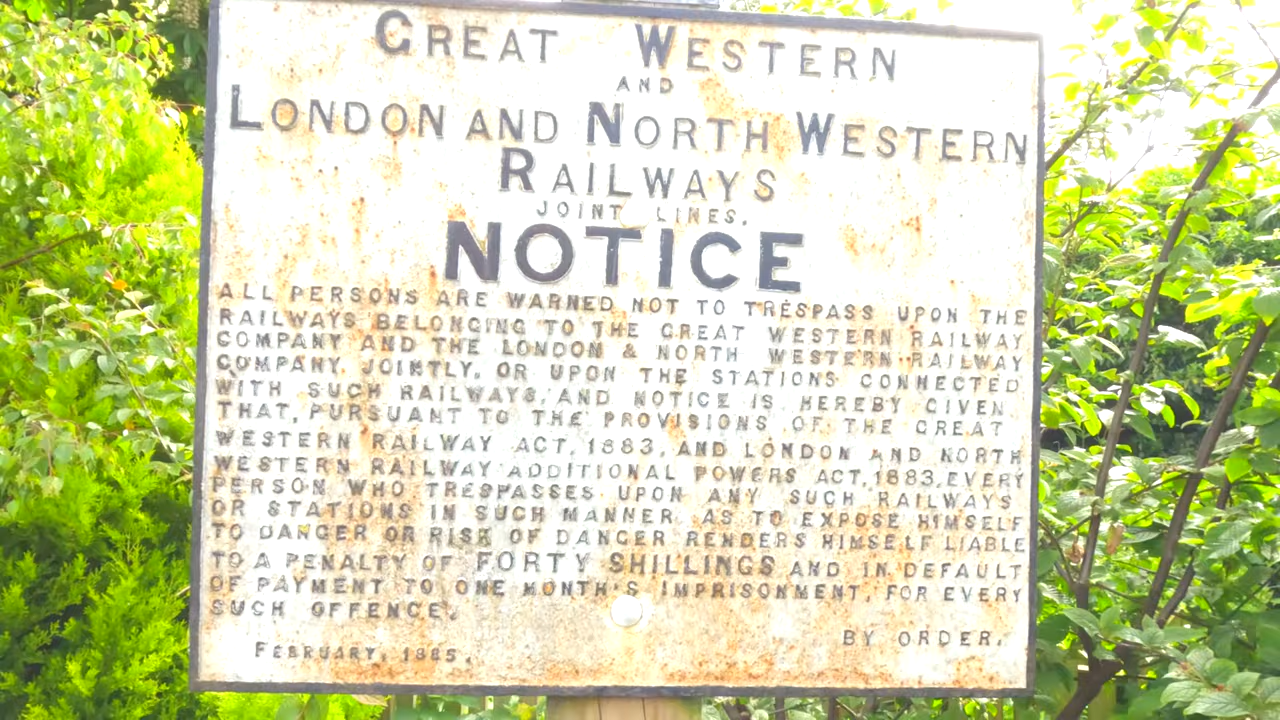 GREAT WESTERN
AND
LONDON AND NORTH WESTERN
RAILWAYS
JOINT LINES.
NOTICE
ALL PERSONS ARE WARNED NOT TO TRESPASS UPON THE
RAILWAYS BELONGING TO THE GREAT WESTERN RAILWAY
COMPANY AND THE LONDON & NORTH WESTERN RAILWAY
COMPANY, JOINTLY, OR UPON THE STATIONS CONNECTED
WITH SUCH RAILWAYS, AND NOTICE IS HEREBY GIVEN
THAT, PURSUANT TO THE PROVISIONS OF THE GREAT
WESTERN RAILWAY ACT, 1883, AND LONDON AND NORTH
WESTERN RAILWAY ADDITIONAL POWERS ACT, 1883, EVERY
PERSON WHO TRESPASSES UPON ANY SUCH RAILWAYS
OR STATIONS IN SUCH MANNER AS TO EXPOSE HIMSELF
TO DANGER OR RISK OF DANGER RENDERS HIMSELF LIABLE
TO A PENALTY OF FORTY SHILLINGS AND IN DEFAULT
OF PAYMENT TO ONE MONTH'S IMPRISONMENT, FOR EVERY
SUCH OFFENCE.
BY ORDER.
FEBRUARY, 1885.